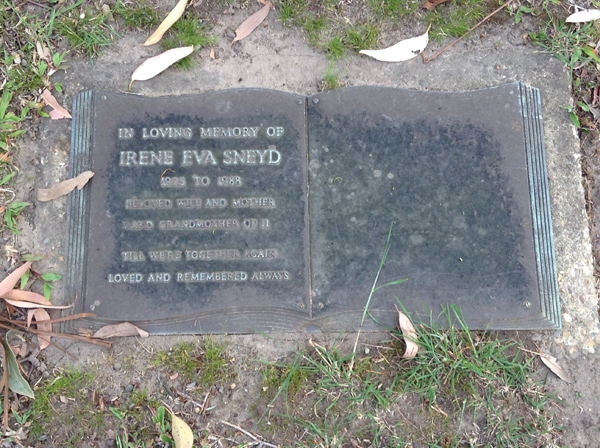 IN LOVING MEMORY OF
IRENE EVA SNEYD
TO 1988
BELOVED WIFE AND MOTHER
AND GRANDMOTHER OF 11
TILL WE'RE TOGETHER AGAIN
LOVED AND REMEMBERED ALWAYS